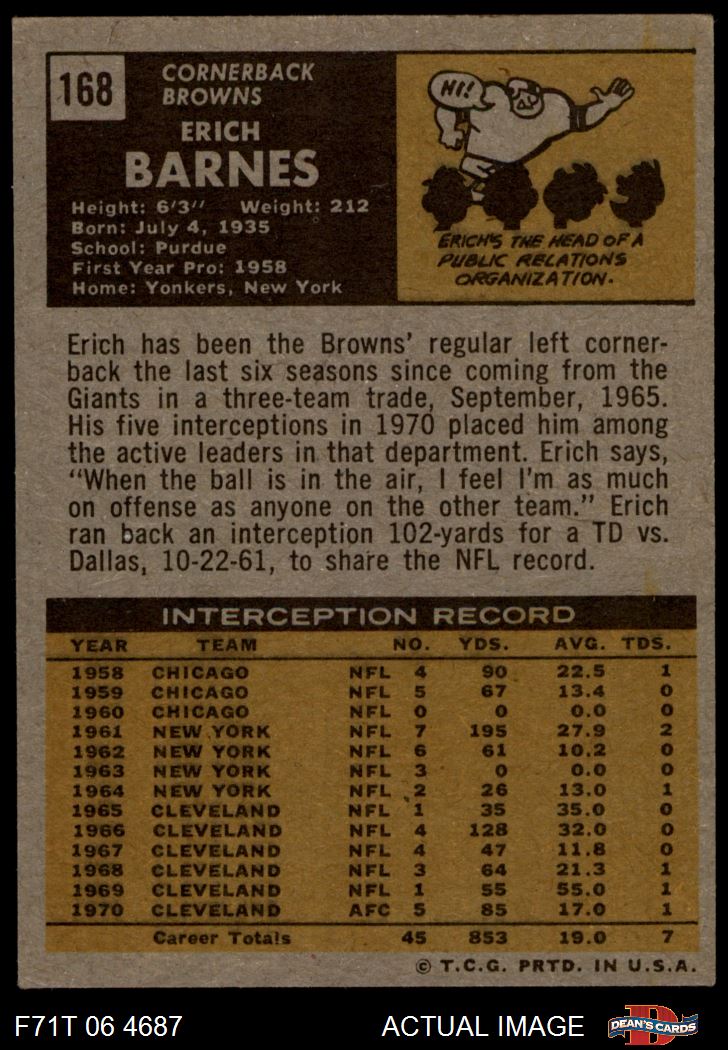 168
CORNERBACK
BROWNS
ERICH
BARNES
Height: 6'3" Weight: 212
Born: July 4, 1935
School: Purdue
First Year Pro: 1958
Home: Yonkers, New York
HI!
ERICH'S THE HEAD OF A
PUBLIC RELATIONS
ORGANIZATION.
Erich has been the Browns' regular left corner-
back the last six seasons since coming from the
Giants in a three-team trade, September, 1965.
His five interceptions in 1970 placed him among
the active leaders in that department. Erich says,
"When the ball is in the air, I feel I'm as much
on offense as anyone on the other team." Erich
ran back an interception 102-yards for a TD vs.
Dallas, 10-22-61, to share the NFL record.
INTERCEPTION RECORD
YEAR TEAM NO. YDS. AVG. TDS.
1958 CHICAGO NFL 4 90 22.5 1
1959 CHICAGO NFL 5 67 13.4 0
1960 CHICAGO NFL 0 0 0.0 0
1961 NEW YORK NFL 7 195 27.9 2
1962 NEW YORK NFL 6 61 10.2 0
1963 NEW YORK NFL 3 0 0.0 0
1964 NEW YORK NFL 2 26 13.0 1
1965 CLEVELAND NFL 1 35 35.0 0
1966 CLEVELAND NFL 4 128 32.0 0
1967 CLEVELAND NFL 4 47 11.8 0
1968 CLEVELAND NFL 3 64 21.3 1
1969 CLEVELAND NFL 1 55 55.0 1
1970 CLEVELAND AFC 5 85 17.0 1
Career Totals 45 853 19.0 7
© T.C.G. PRTD. IN U.S.A.
F71T 06 4687 ACTUAL IMAGE D DEAN'S CARDS